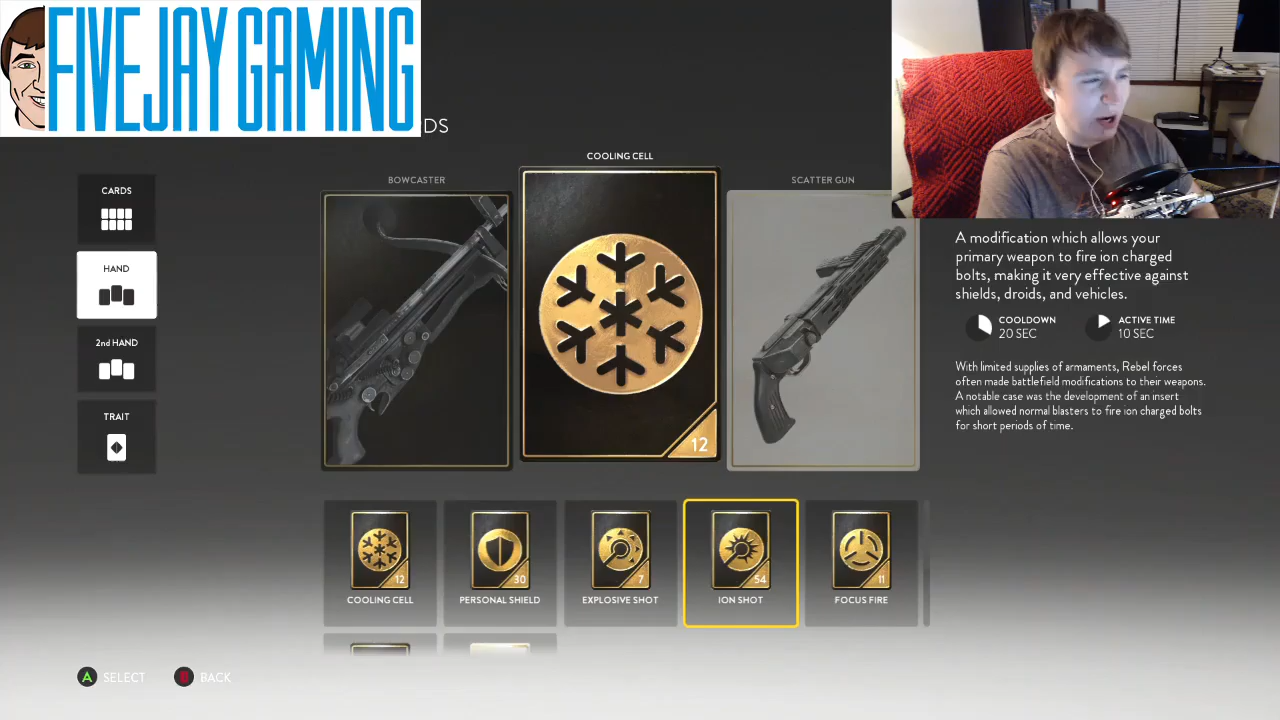 FIVE JAY GAMING
DS
COOLING CELL
BOWCASTER
SCATTER GUN
CARDS
HAND
2nd HAND
TRAIT
12
A modification which allows your
primary weapon to fire ion charged
bolts, making it very effective against
shields, droids, and vehicles.
COOLDOWN
20 SEC
ACTIVE TIME
10 SEC
With limited supplies of armaments, Rebel forces
often made battlefield modifications to their weapons.
A notable case was the development of an insert
which allowed normal blasters to fire ion charged bolts
for short periods of time.
12
COOLING CELL
30
PERSONAL SHIELD
7
EXPLOSIVE SHOT
54
ION SHOT
11
FOCUS FIRE
A SELECT
B BACK